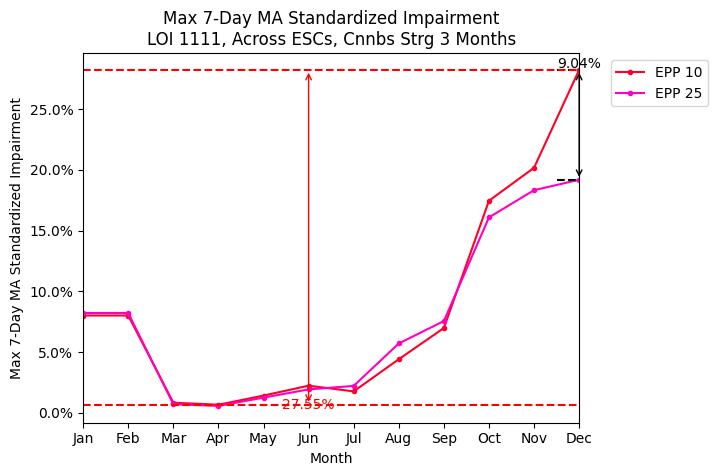 Max 7-Day MA Standardized Impairment
LOI 1111, Across ESCs, Cnnbs Strg 3 Months
9.04%
EPP 10
EPP 25
Max 7-Day MA Standardized Impairment
25.0%
20.0%
15.0%
10.0%
5.0%
0.0%
27.55%
Jan Feb Mar Apr May Jun Jul Aug Sep Oct Nov Dec
Month